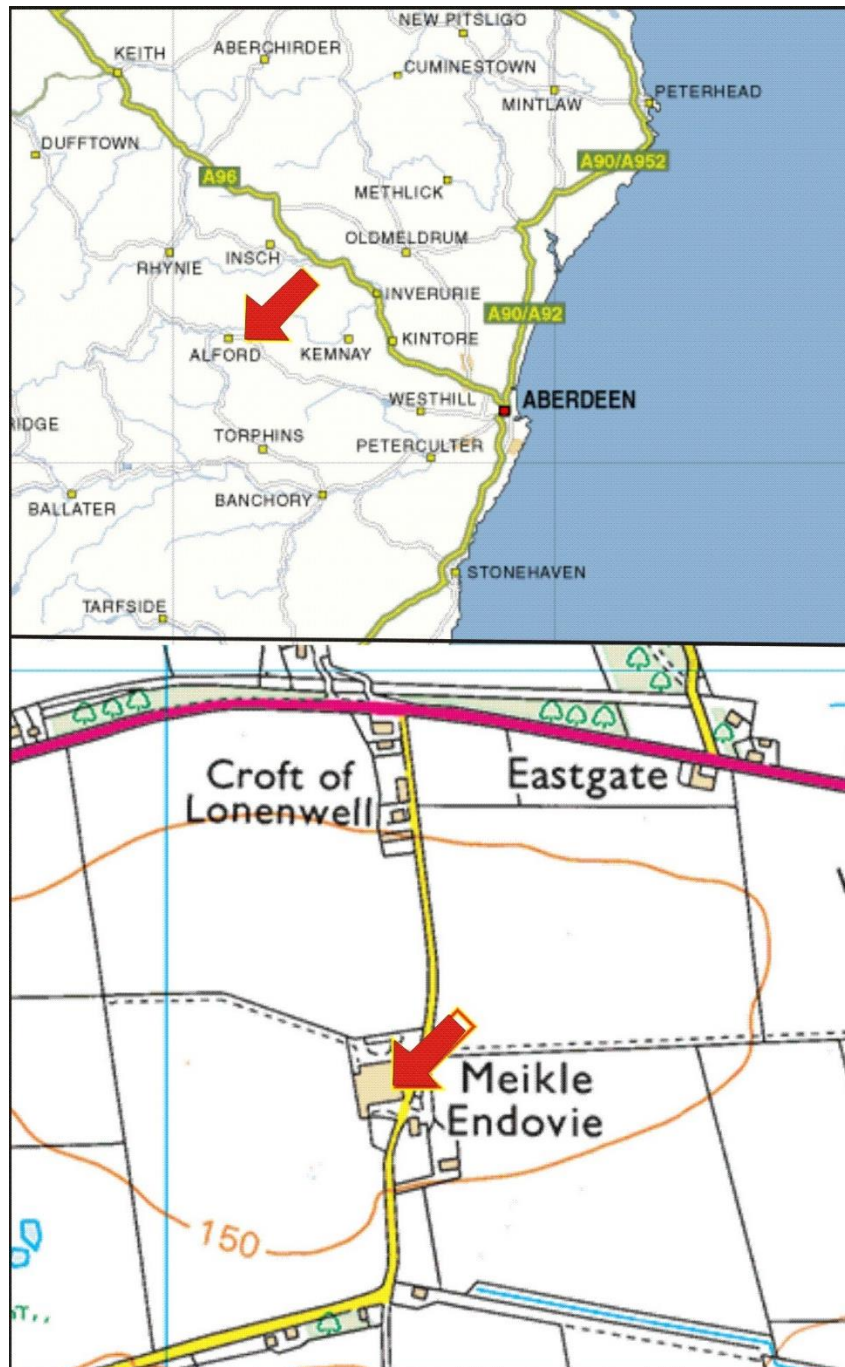 NEW PITSLIGO
KEITH
ABERCHIRDER
CUMINESTOWN
MINTLAW
PETERHEAD
DUFFTOWN
A90/A952
A96
METHLICK
OLDMELDRUM
INSCH
RHYNIE
INVERURIE
A90/A92
KINTORE
ALFORD
KEMNAY
WESTHILL
ABERDEEN
RIDGE
TORPHINS
PETERCULTER
BALLATER
BANCHORY
STONEHAVEN
TARFSIDE
Croft of
Lonenwell
Eastgate
Meikle
Endovie
150